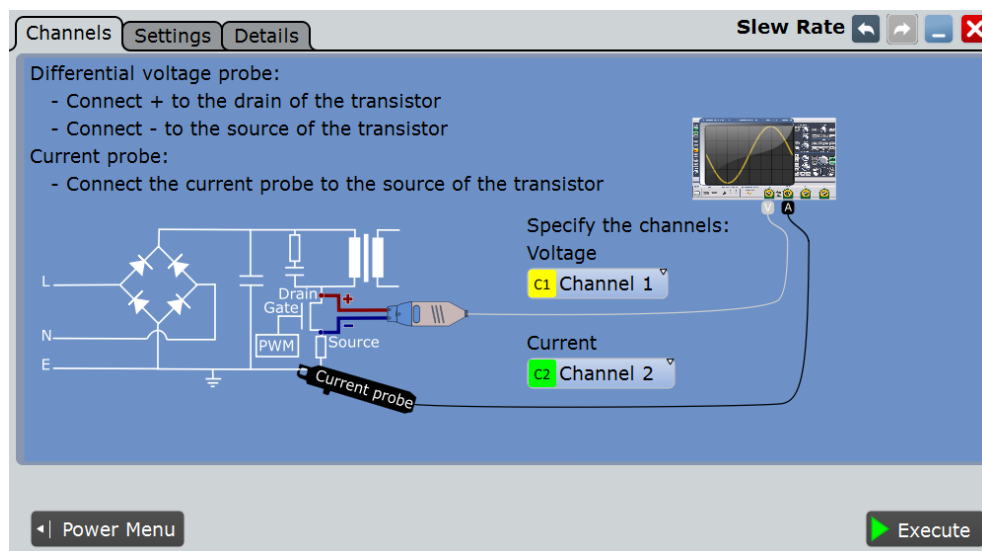 Channels Settings Details Slew Rate
Differential voltage probe:
- Connect + to the drain of the transistor
- Connect - to the source of the transistor
Current probe:
- Connect the current probe to the source of the transistor
V A
Specify the channels:
Voltage
C1 Channel 1
Current
C2 Channel 2
L
N
E
Drain
+
Gate
-
PWM
Source
Current probe
Power Menu
Execute